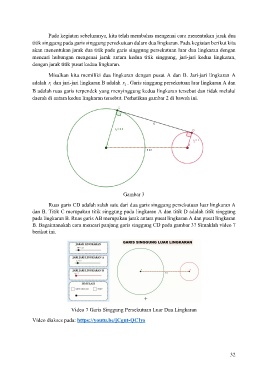 Pada kegiatan sebelumnya, kita telah membahas mengenai cara menentukan jarak dua
titik singgung pada garis singgung persekutuan dalam dua lingkaran. Pada kegiatan berikut kita
akan menentukan jarak dua titik pada garis singgung persekutuan luar dua lingkaran dengan
mencari hubungan mengenai jarak antara kedua titik singgung, jari-jari kedua lingkaran,
dengan jarak titik pusat kedua lingkaran.
Misalkan kita memiliki dua lingkaran dengan pusat A dan B. Jari-jari lingkaran A
adalah r₁ dan jari-jari lingkaran B adalah r₂. Garis singgung persekutuan luar lingkaran A dan
B adalah ruas garis terpendek yang menyinggung kedua lingkaran tersebut dan tidak melalui
daerah di antara kedua lingkaran tersebut. Perhatikan gambar 2 di bawah ini.
Gambar 3
Ruas garis CD adalah salah satu dari dua garis singgung persekutuan luar lingkaran A
dan B. Titik C merupakan titik singgung pada lingkaran A dan titik D adalah titik singgung
pada lingkaran B. Ruas garis AB merupakan jarak antara pusat lingkaran A dan pusat lingkaran
B. Bagaimanakah cara mencari panjang garis singgung CD pada gambar 3? Simaklah video 7
berikut ini.
GARIS SINGGUNG LUAR LINGKARAN
Video 7 Garis Singgung Persekutuan Luar Dua Lingkaran
Video diakses pada:
32